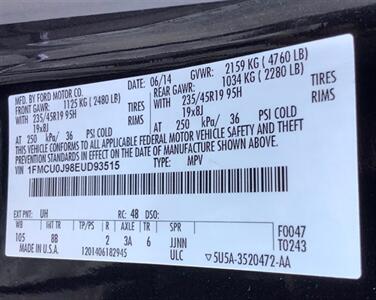 MFD. BY FORD MOTOR CO.
DATE: 06/14 GVWR: 2159 KG ( 4760 LB)
FRONT GAWR: 1125 KG ( 2480 LB)
REAR GAWR: 1034 KG ( 2280 LB)
WITH TIRES WITH TIRES
235/45R19 95H 235/45R19 95H
19x8J 19x8J
AT 250 kPa/ 36 PSI COLD AT 250 kPa/ 36 PSI COLD
THIS VEHICLE CONFORMS TO ALL APPLICABLE FEDERAL MOTOR VEHICLE SAFETY AND THEFT PREVENTION STANDARDS IN EFFECT ON THE DATE OF MANUFACTURE SHOWN ABOVE.
VIN 1FMCU0J98EUD93515 TYPE: MPV
EXT PNT: UH RC: 48 DSO: F0047
WB INT TR TP/PS R AXLE TR SPR T0243
105 8B 2 3A 6 JJNN
MADE IN U.S.A. 1201406182945 ULC 5U5A-3520472-AA